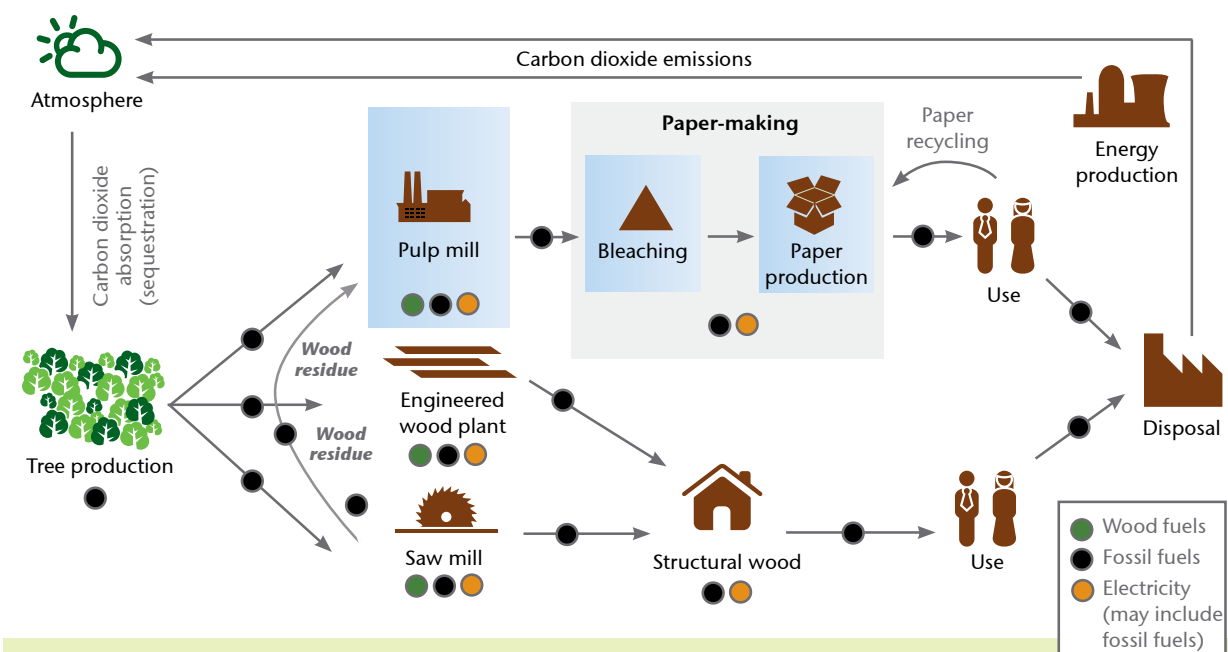 Carbon dioxide emissions
Atmosphere
Carbon dioxide
absorption
(sequestration)
Paper-making
Paper
recycling
Energy
production
Pulp mill
Bleaching
Paper
production
Use
Wood
residue
Engineered
wood plant
Wood
residue
Tree production
Disposal
Saw mill
Structural wood
Use
Wood fuels
Fossil fuels
Electricity
(may include
fossil fuels)